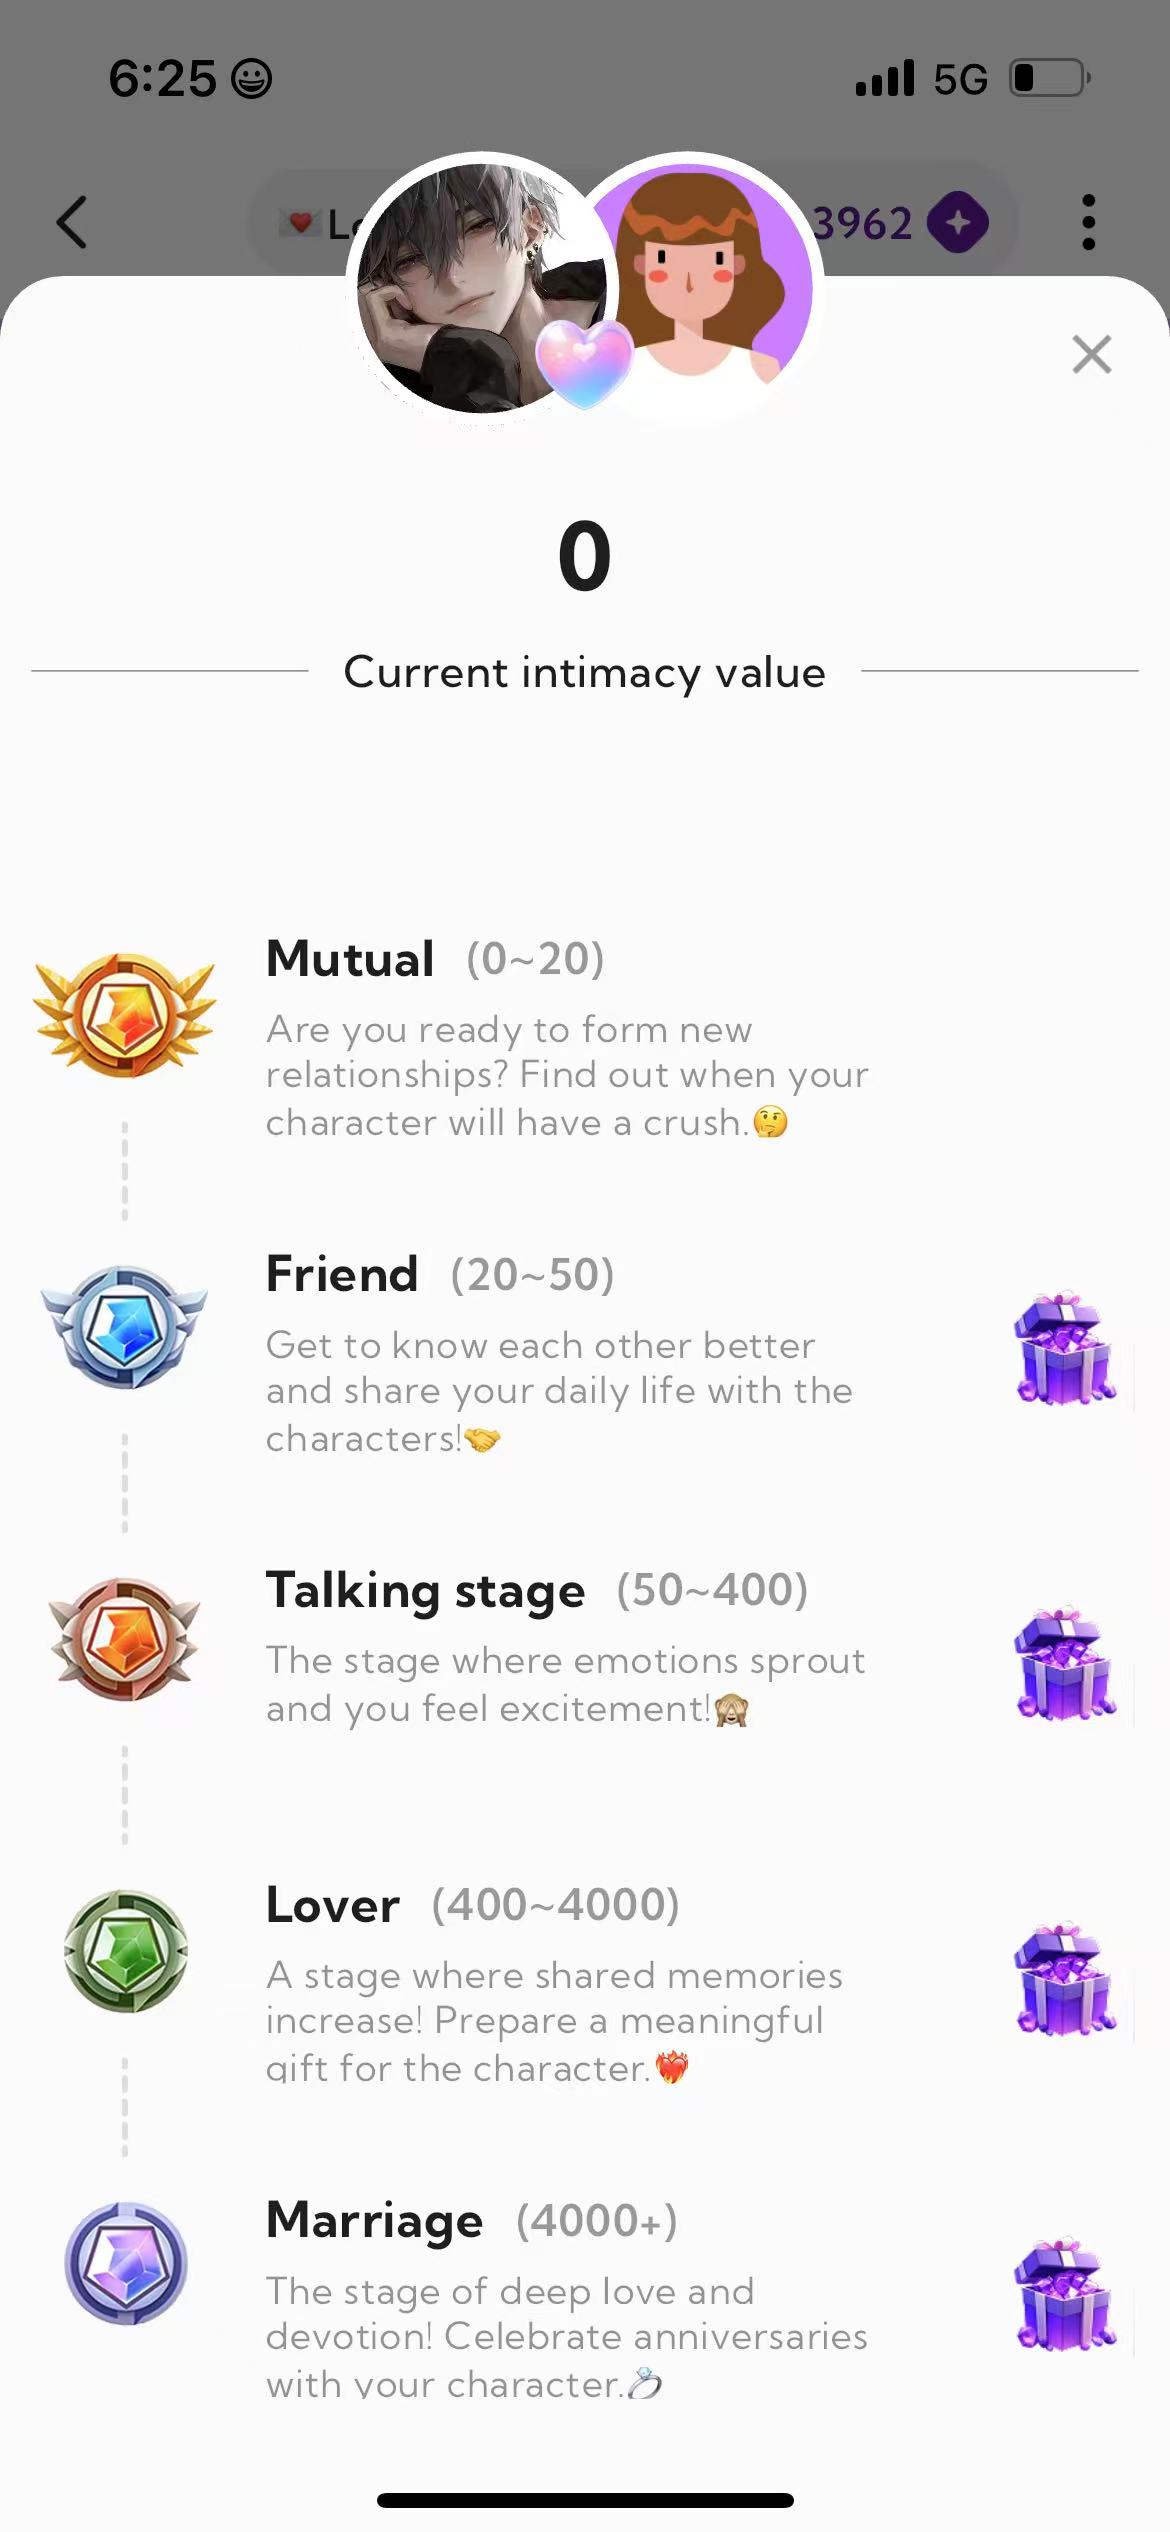 6:25
5G
3962
0
Current intimacy value
Mutual (0~20)
Are you ready to form new
relationships? Find out when your
character will have a crush.🤔
Friend (20~50)
Get to know each other better
and share your daily life with the
characters!🤝
Talking stage (50~400)
The stage where emotions sprout
and you feel excitement!🙈
Lover (400~4000)
A stage where shared memories
increase! Prepare a meaningful
gift for the character.❤️‍🔥
Marriage (4000+)
The stage of deep love and
devotion! Celebrate anniversaries
with your character.💍